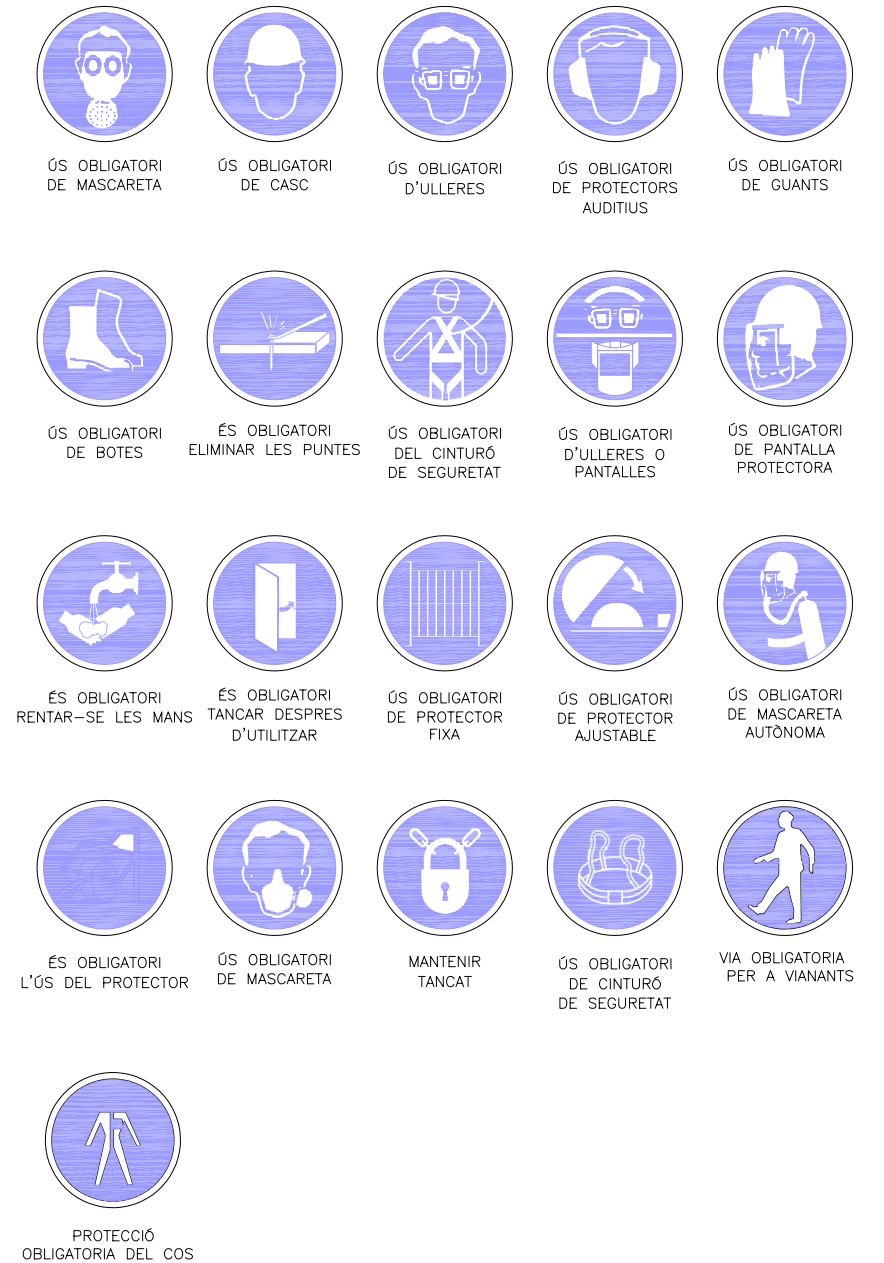 ÚS OBLIGATORI
DE MASCARETA
ÚS OBLIGATORI
DE CASC
ÚS OBLIGATORI
D'ULLERES
ÚS OBLIGATORI
DE PROTECTORS
AUDITIUS
ÚS OBLIGATORI
DE GUANTS
ÚS OBLIGATORI
DE BOTES
ÉS OBLIGATORI
ELIMINAR LES PUNTES
ÚS OBLIGATORI
DEL CINTURÓ
DE SEGURETAT
ÚS OBLIGATORI
D'ULLERES O
PANTALLES
ÚS OBLIGATORI
DE PANTALLA
PROTECTORA
ÉS OBLIGATORI
RENTAR-SE LES MANS
ÉS OBLIGATORI
TANCAR DESPRES
D'UTILITZAR
ÚS OBLIGATORI
DE PROTECTOR
FIXA
ÚS OBLIGATORI
DE PROTECTOR
AJUSTABLE
ÚS OBLIGATORI
DE MASCARETA
AUTÒNOMA
ÉS OBLIGATORI
L'ÚS DEL PROTECTOR
ÚS OBLIGATORI
DE MASCARETA
MANTENIR
TANCAT
ÚS OBLIGATORI
DE CINTURÓ
DE SEGURETAT
VIA OBLIGATORIA
PER A VIANANTS
PROTECCIÓ
OBLIGATORIA DEL COS